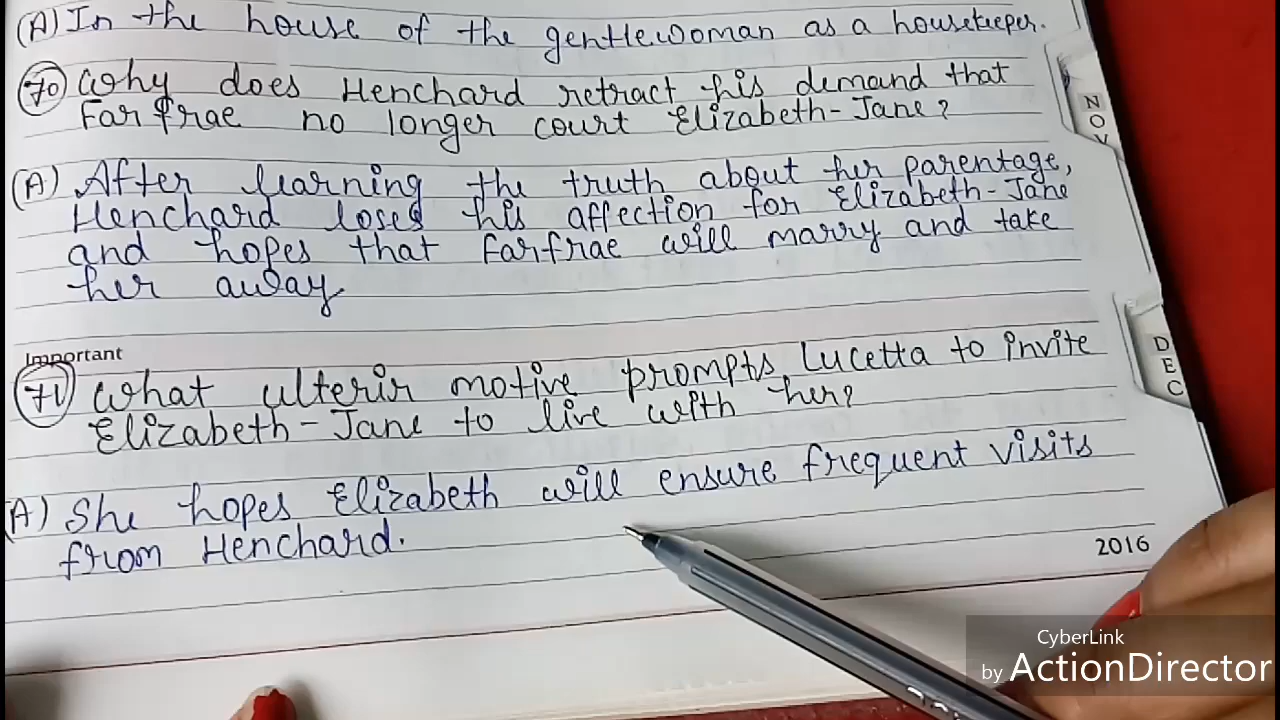 (A) In the house of the gentlewoman as a housekeeper.
70 Why does Henchard retract his demand that
Farfrae no longer court Elizabeth-Jane?
(A) After learning the truth about her parentage,
Henchard loses his affection for Elizabeth-Jane
and hopes that Farfrae will marry and take
her away
Important
71 What ulterir motive prompts Lucetta to invite
Elizabeth-Jane to live with her?
A) She hopes Elizabeth will ensure frequent visits
from Henchard.
NOV
DEC
2016
CyberLink
by ActionDirector